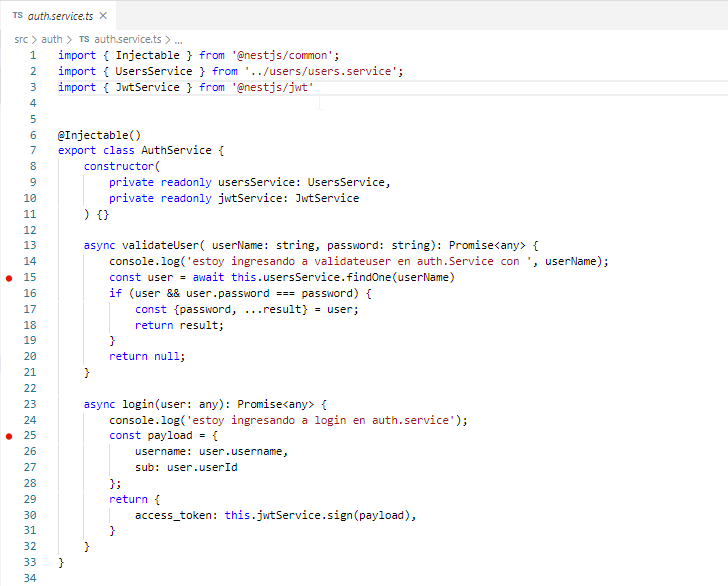 TS auth.service.ts ×
src > auth > TS auth.service.ts > ...
1 import { Injectable } from '@nestjs/common';
2 import { UsersService } from '../users/users.service';
3 import { JwtService } from '@nestjs/jwt'
4
5
6 @Injectable()
7 export class AuthService {
8 constructor(
9 private readonly usersService: UsersService,
10 private readonly jwtService: JwtService
11 ) {}
12
13 async validateUser( userName: string, password: string): Promise<any> {
14 console.log('estoy ingresando a validateuser en auth.Service con ', userName);
15 const user = await this.usersService.findOne(userName)
16 if (user && user.password === password) {
17 const {password, ...result} = user;
18 return result;
19 }
20 return null;
21 }
22
23 async login(user: any): Promise<any> {
24 console.log('estoy ingresando a login en auth.service');
25 const payload = {
26 username: user.username,
27 sub: user.userId
28 };
29 return {
30 access_token: this.jwtService.sign(payload),
31 }
32 }
33 }
34